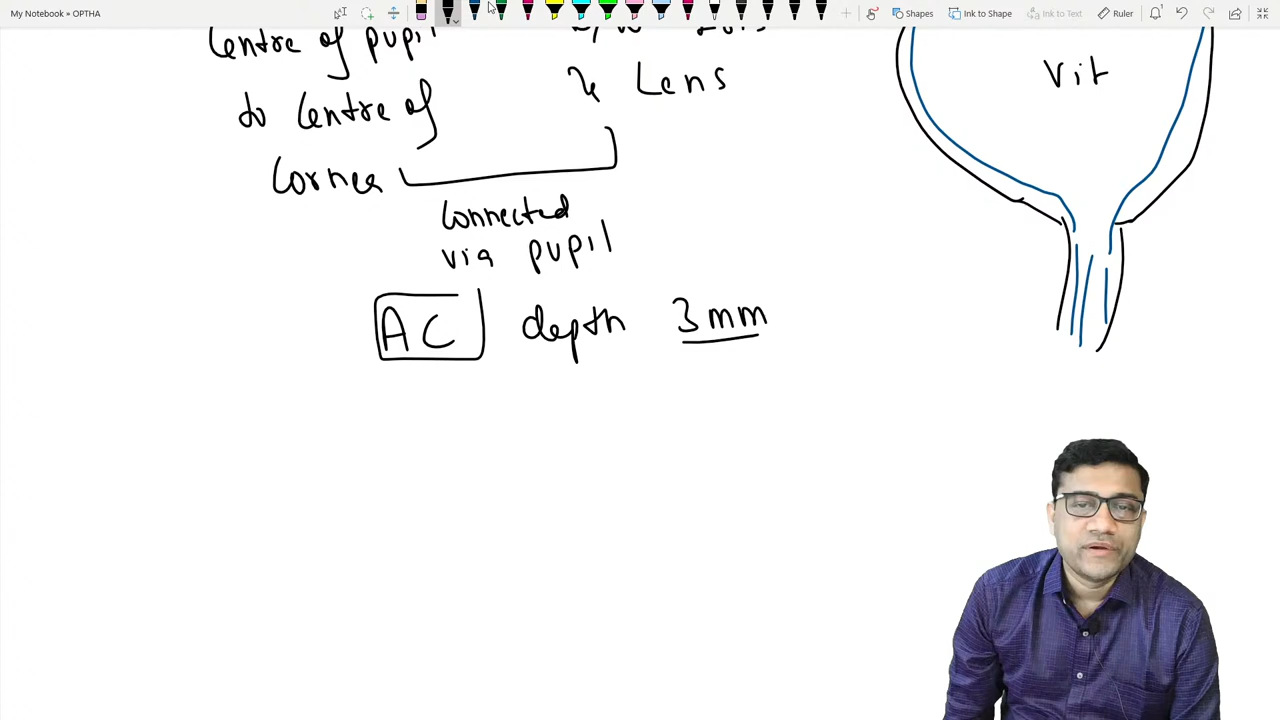 My Notebook » OPTHA
Shapes
Ink to Shape
Ink to Text
Ruler
Centre of pupil
to Centre of
Cornea
Lens
Connected
via pupil
AC depth 3mm
Vit